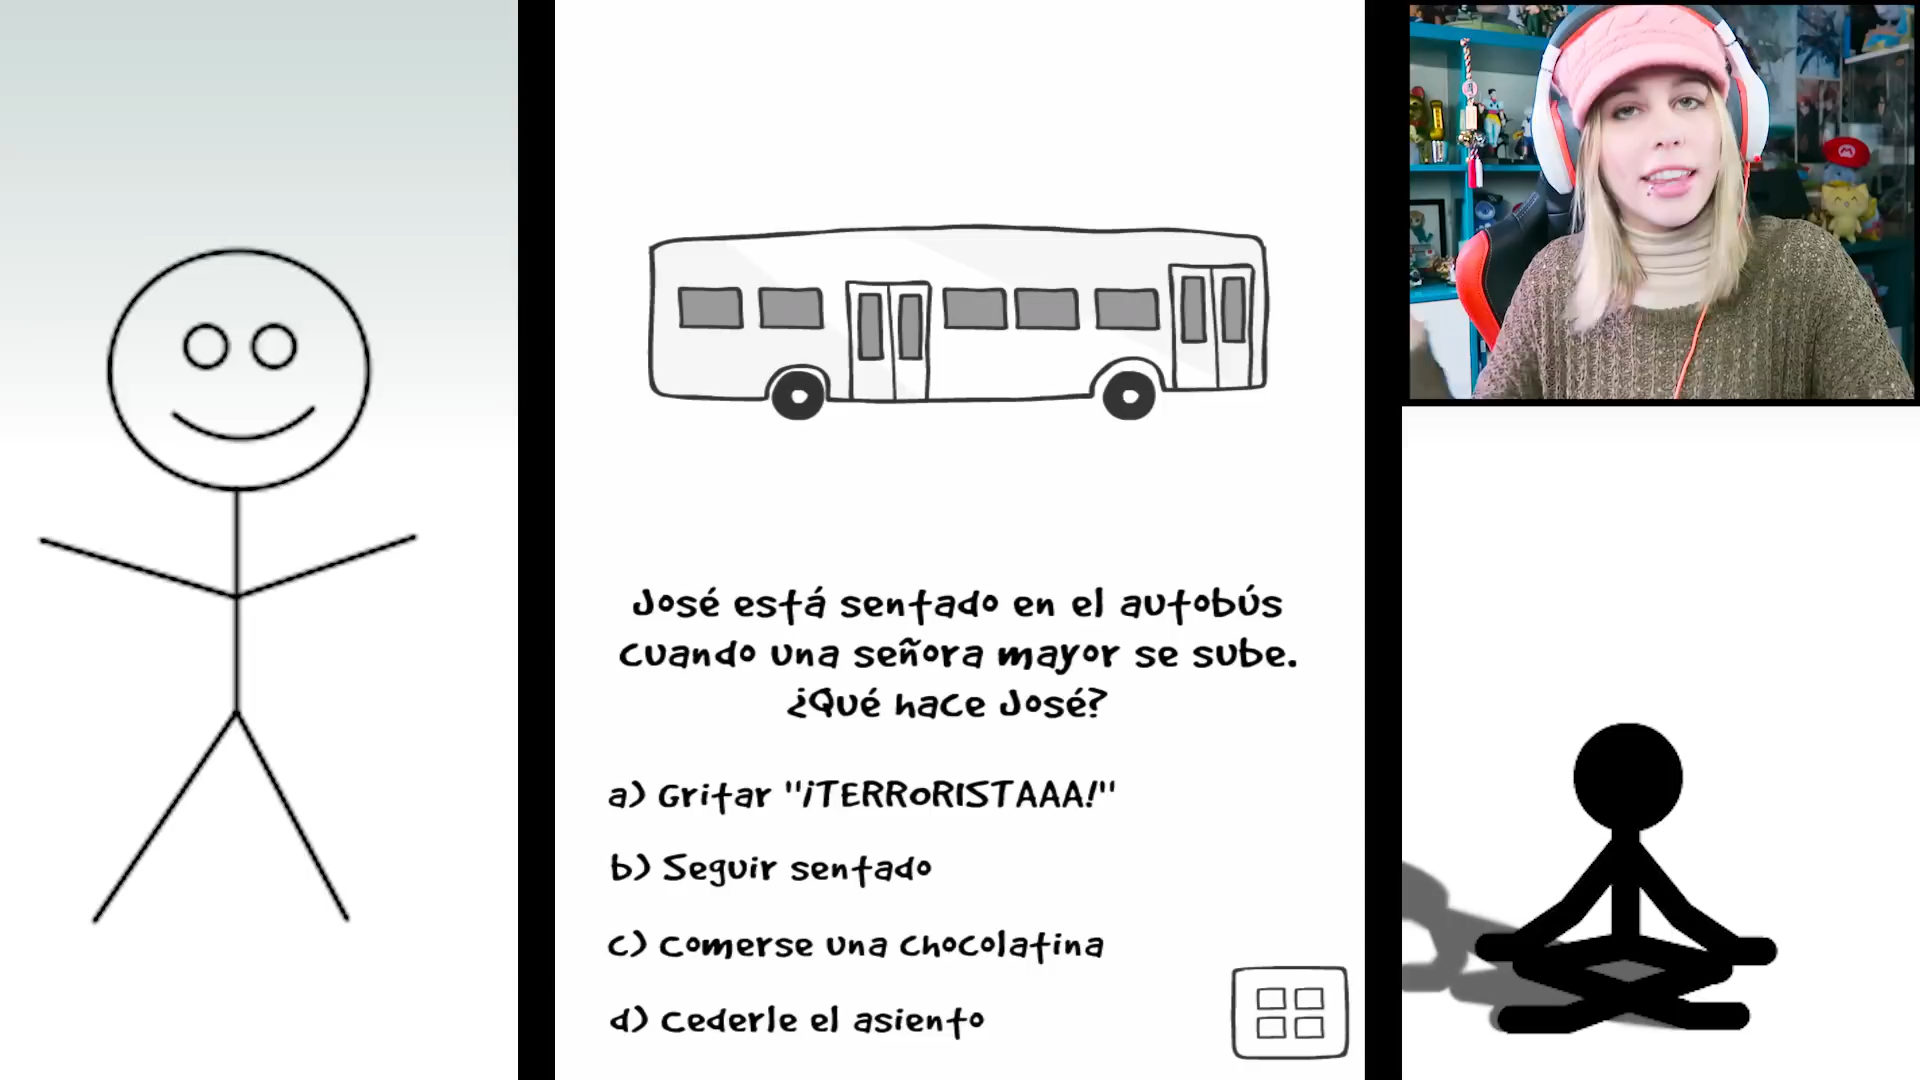 José está sentado en el autobús
cuando una señora mayor se sube.
¿Qué hace José?
a) Gritar "¡TERRORISTAAA!"
b) Seguir sentado
c) Comerse una chocolatina
d) Cederle el asiento